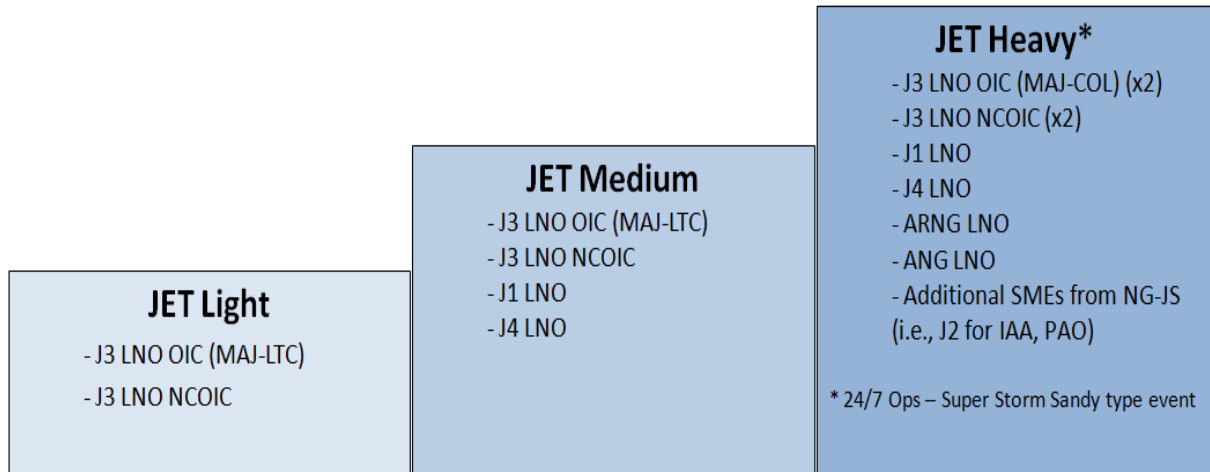 JET Light
- J3 LNO OIC (MAJ-LTC)
- J3 LNO NCOIC
JET Medium
- J3 LNO OIC (MAJ-LTC)
- J3 LNO NCOIC
- J1 LNO
- J4 LNO
JET Heavy*
- J3 LNO OIC (MAJ-COL) (x2)
- J3 LNO NCOIC (x2)
- J1 LNO
- J4 LNO
- ARNG LNO
- ANG LNO
- Additional SMEs from NG-JS
(i.e., J2 for IAA, PAO)
* 24/7 Ops – Super Storm Sandy type event